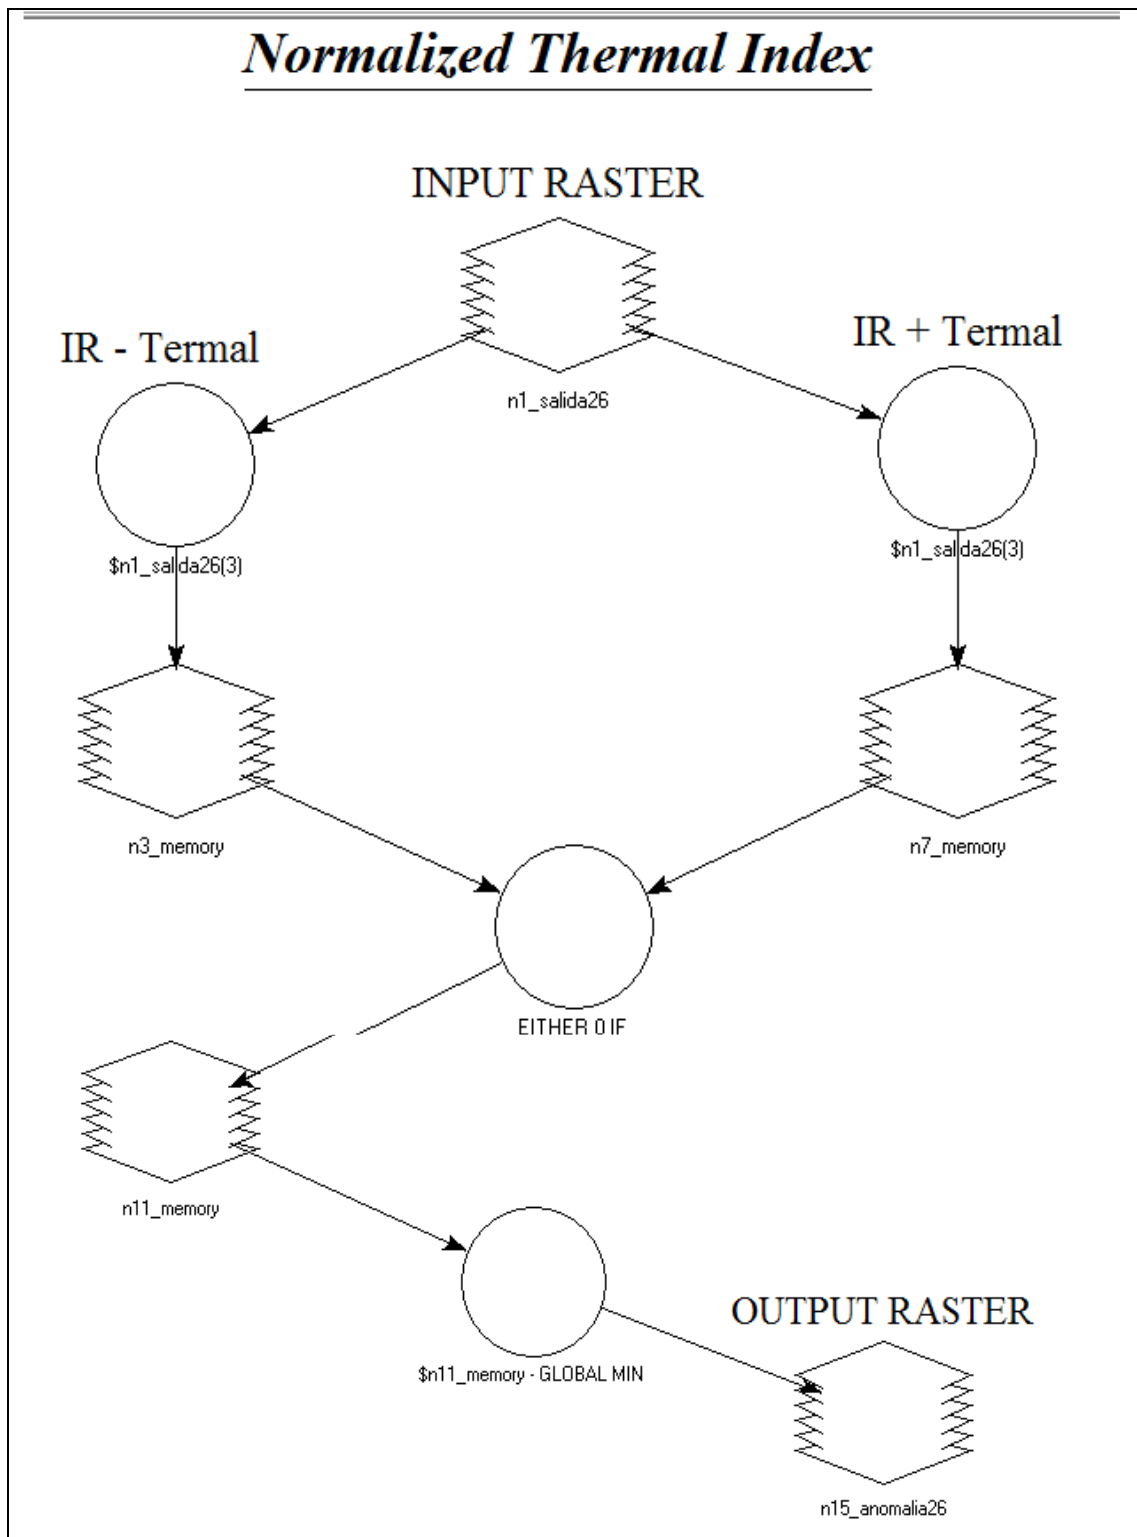 Normalized Thermal Index
INPUT RASTER
n1_salida26
IR - Termal
IR + Termal
$n1_salida26(3)
$n1_salida26(3)
n3_memory
n7_memory
EITHER 0 IF
n11_memory
$n11_memory - GLOBAL MIN
OUTPUT RASTER
n15_anomalia26